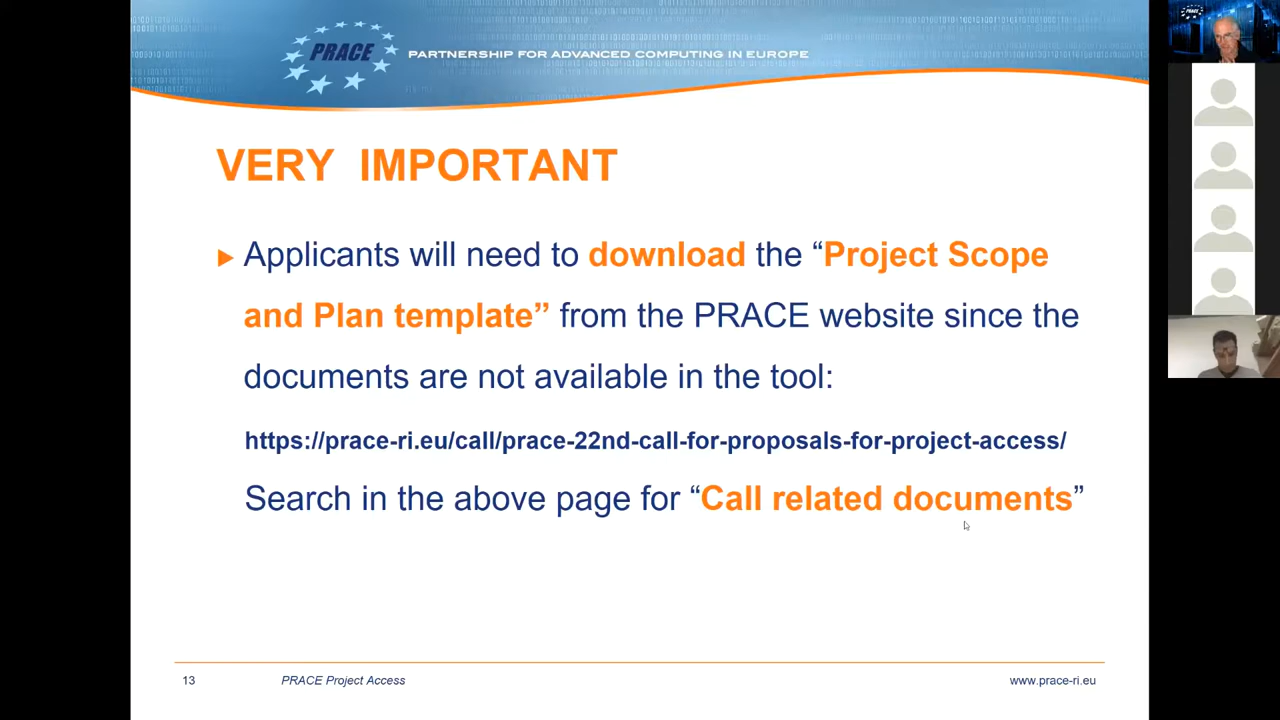 PRACE
PARTNERSHIP FOR ADVANCED COMPUTING IN EUROPE
PRACE
VERY IMPORTANT
Applicants will need to download the “Project Scope
and Plan template” from the PRACE website since the
documents are not available in the tool:
https://prace-ri.eu/call/prace-22nd-call-for-proposals-for-project-access/
Search in the above page for “Call related documents”
13
PRACE Project Access
www.prace-ri.eu